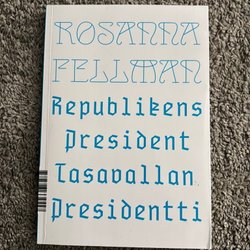 ROSANNA
FELLMAN
Republikens
President
Tasavallan
Presidentti